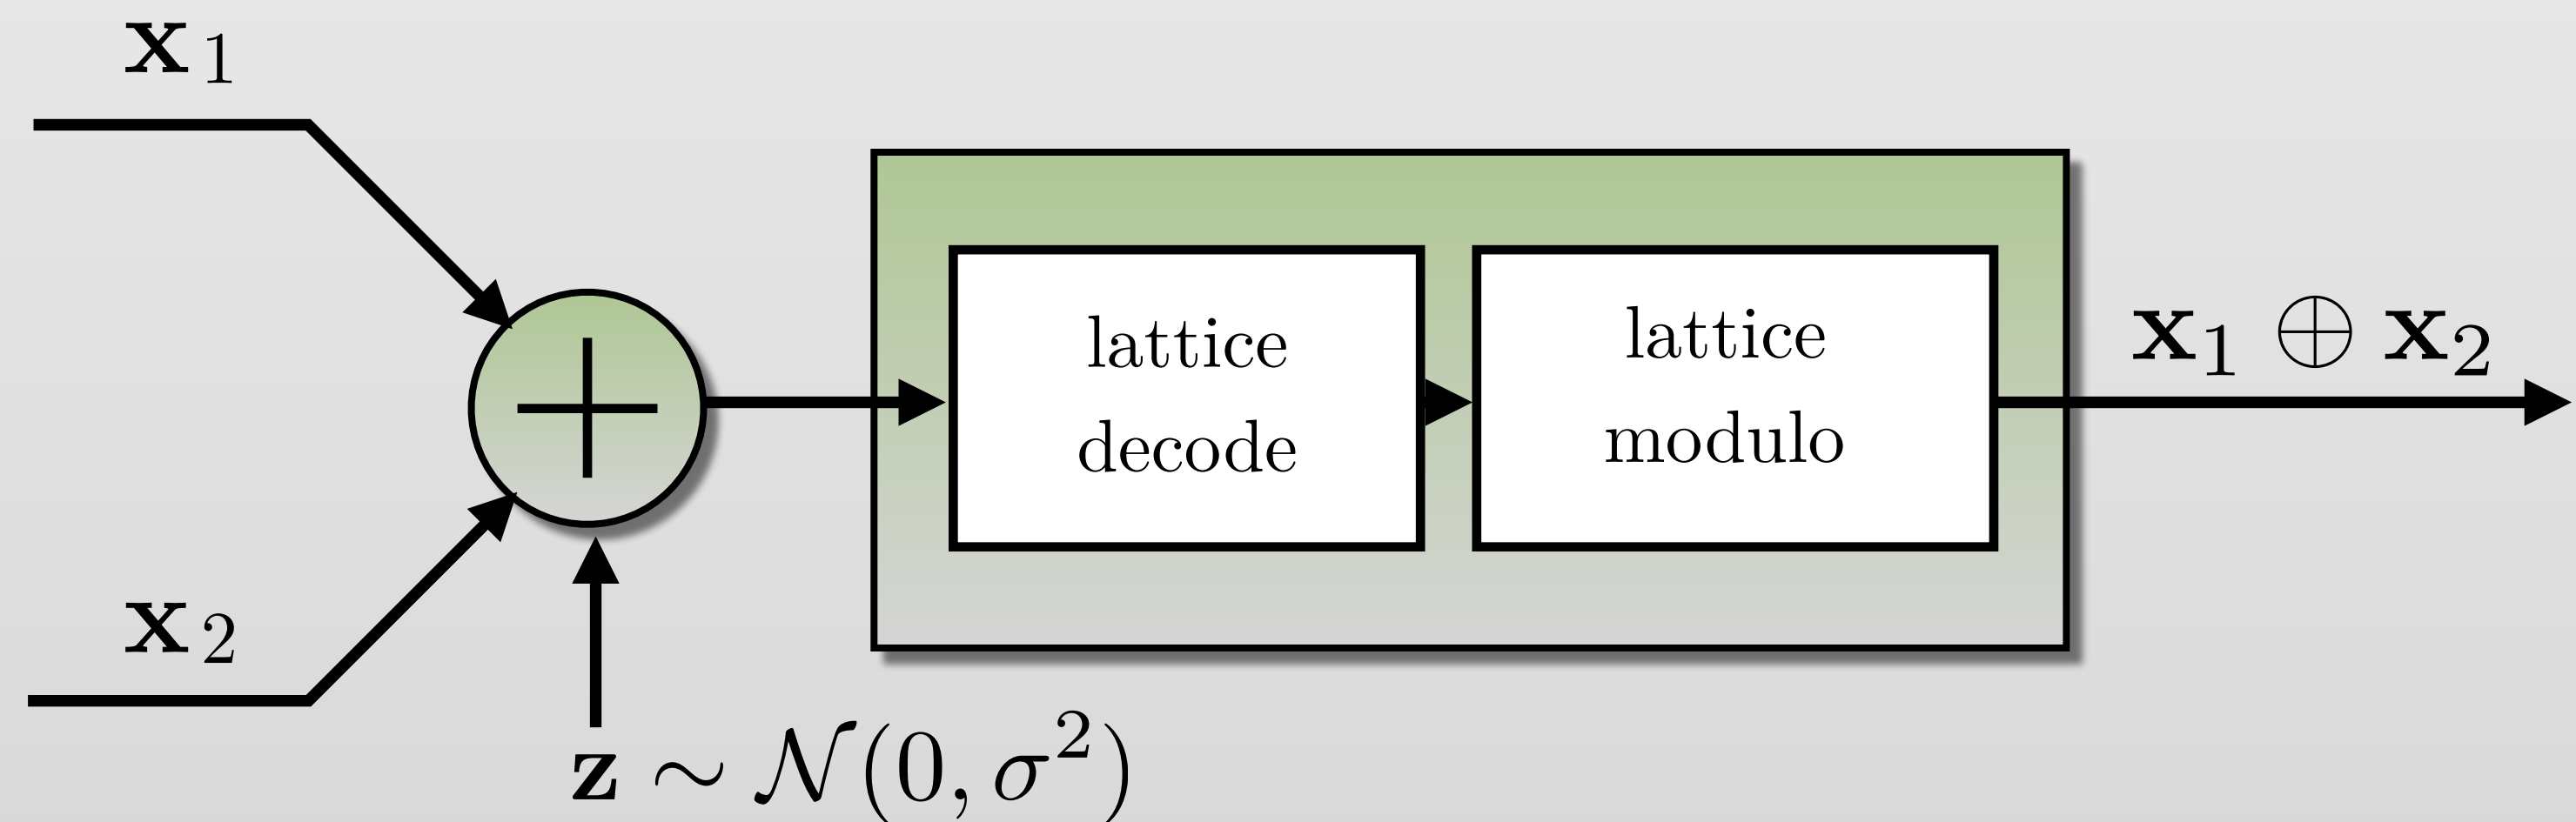 x₁
+
lattice
decode
lattice
modulo
x₁ ⊕ x₂
x₂
z ∼ 𝒩(0, σ²)